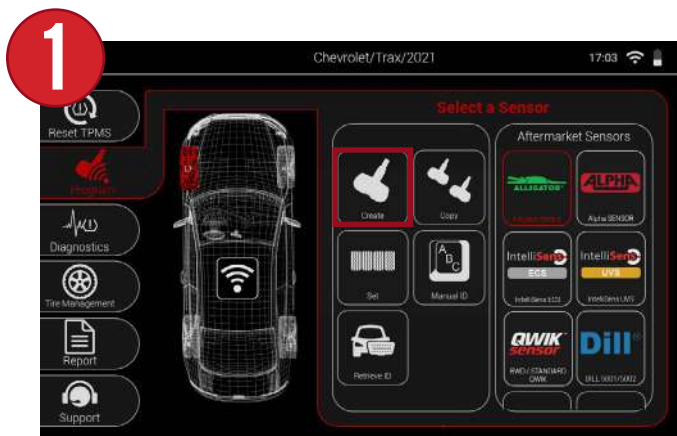 1
Chevrolet/Trax/2021
17:03
Reset TPMS
Program
Diagnostics
Tire Management
Report
Support
D
Select a Sensor
Create
Copy
Set
A
B
C
Manual ID
Retrieve ID
Aftermarket Sensors
ALLIGATOR®
ALPHA
Alpha SENSOR
IntelliSens
ECS
IntelliSens ECS
IntelliSens
UVS
IntelliSens UVS
QWIK
sensor
RWD / STANDARD
QWIK
Dill®
DILL 5001/5002